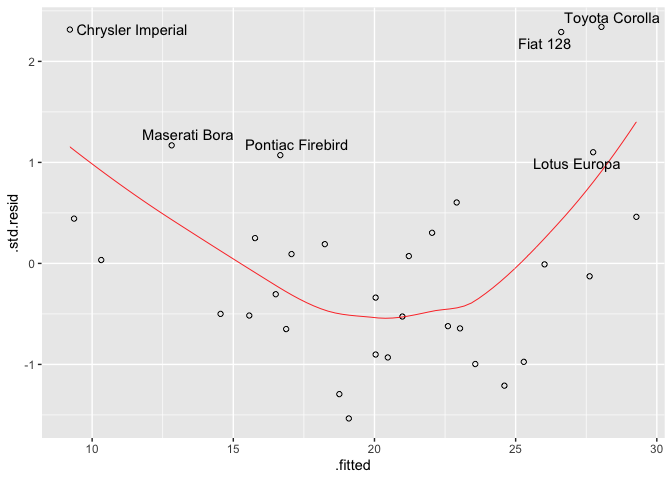 Toyota Corolla
Chrysler Imperial
Fiat 128
2
Maserati Bora
Pontiac Firebird
1
Lotus Europa
.std.resid
0
-1
10
15
20
25
30
.fitted